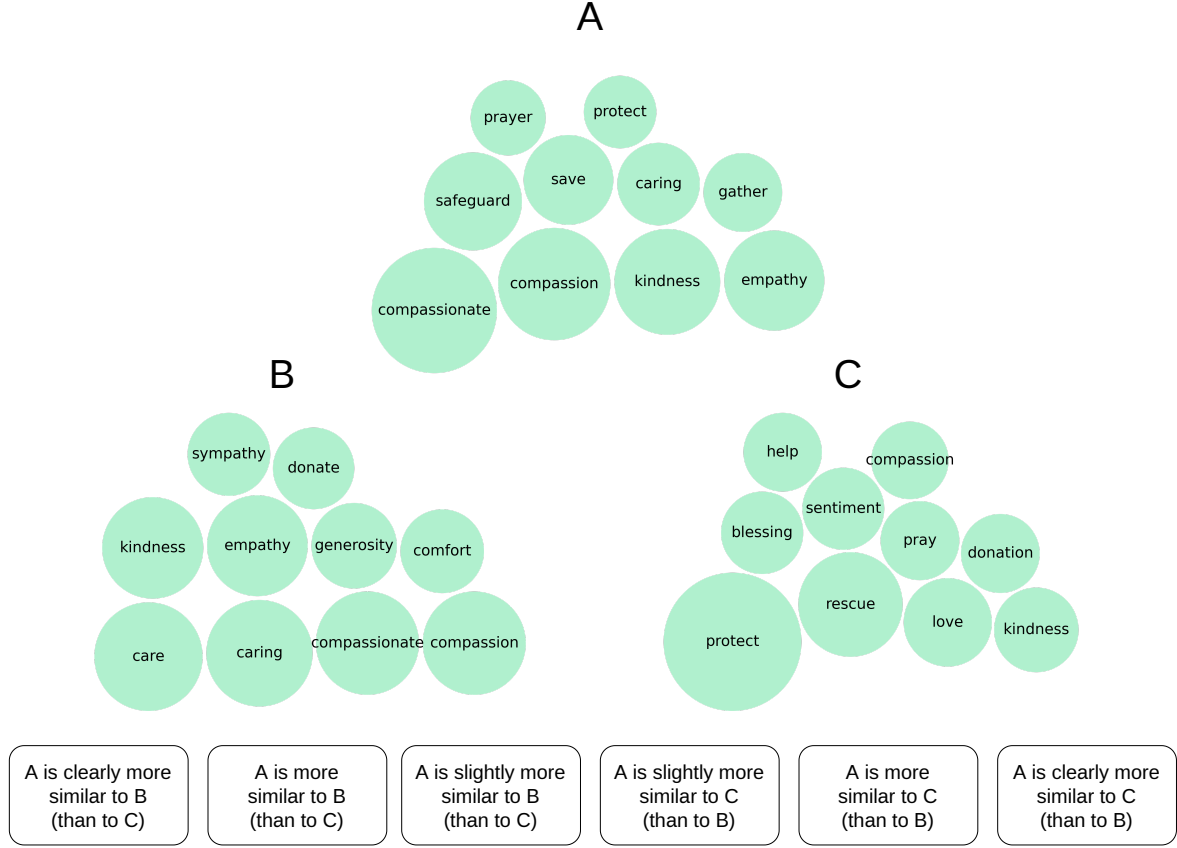 A
prayer
protect
safeguard
save
caring
gather
compassionate
compassion
kindness
empathy
B
sympathy
donate
kindness
empathy
generosity
comfort
care
caring
compassionate
compassion
C
help
compassion
blessing
sentiment
pray
donation
protect
rescue
love
kindness
A is clearly more
similar to B
(than to C)
A is more
similar to B
(than to C)
A is slightly more
similar to B
(than to C)
A is slightly more
similar to C
(than to B)
A is more
similar to C
(than to B)
A is clearly more
similar to C
(than to B)